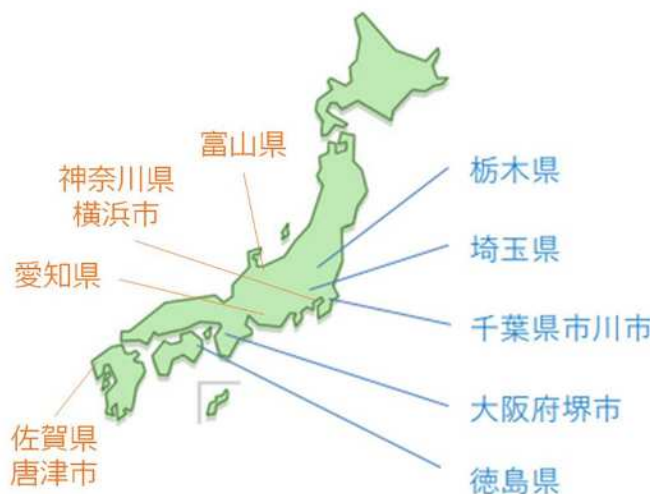 富山県
神奈川県
横浜市
愛知県
佐賀県
唐津市
栃木県
埼玉県
千葉県市川市
大阪府堺市
徳島県